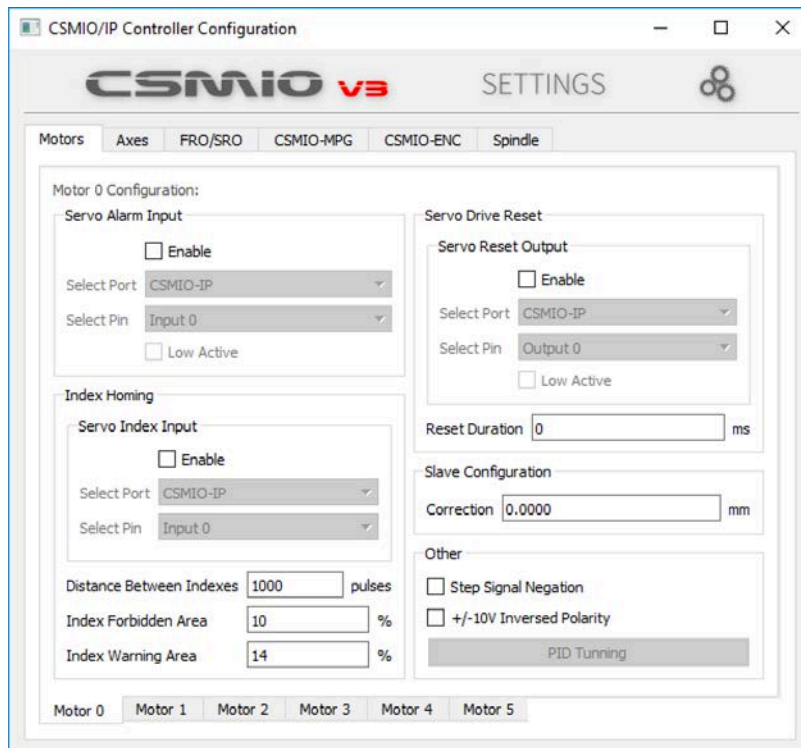 CSMIO/IP Controller Configuration
CSMIO V3 SETTINGS
Motors Axes FRO/SRO CSMIO-MPG CSMIO-ENC Spindle
Motor 0 Configuration:
Servo Alarm Input
Enable
Select Port CSMIO-IP
Select Pin Input 0
Low Active
Index Homing
Servo Index Input
Enable
Select Port CSMIO-IP
Select Pin Input 0
Distance Between Indexes 1000 pulses
Index Forbidden Area 10 %
Index Warning Area 14 %
Servo Drive Reset
Servo Reset Output
Enable
Select Port CSMIO-IP
Select Pin Output 0
Low Active
Reset Duration 0 ms
Slave Configuration
Correction 0.0000 mm
Other
Step Signal Negation
+/-10V Inversed Polarity
PID Tunning
Motor 0 Motor 1 Motor 2 Motor 3 Motor 4 Motor 5